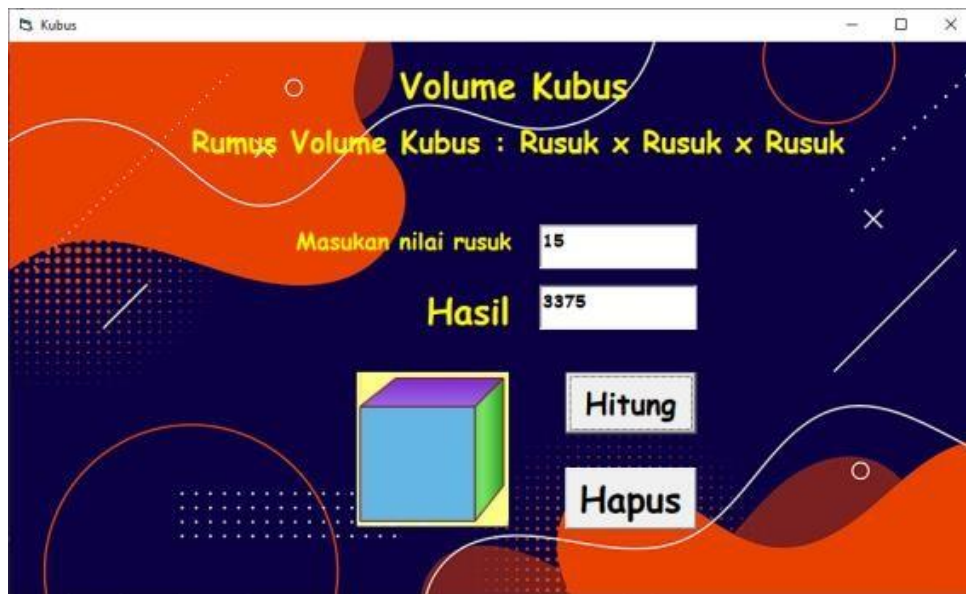 Kubus
Volume Kubus
Rumus Volume Kubus : Rusuk x Rusuk x Rusuk
Masukan nilai rusuk
15
Hasil
3375
Hitung
Hapus